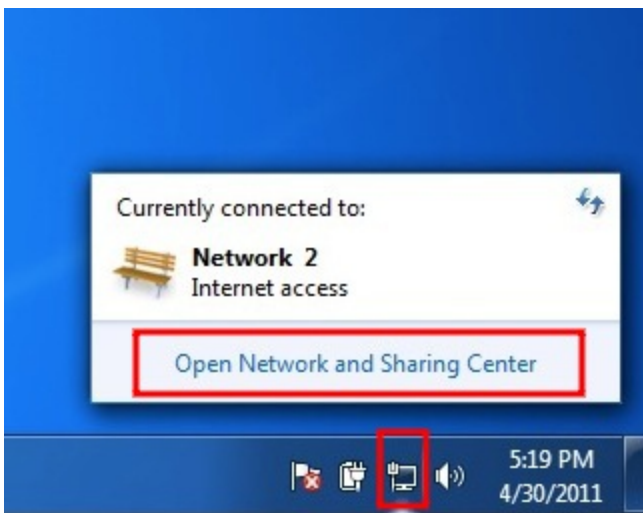 Currently connected to:
Network 2
Internet access
Open Network and Sharing Center
5:19 PM
4/30/2011